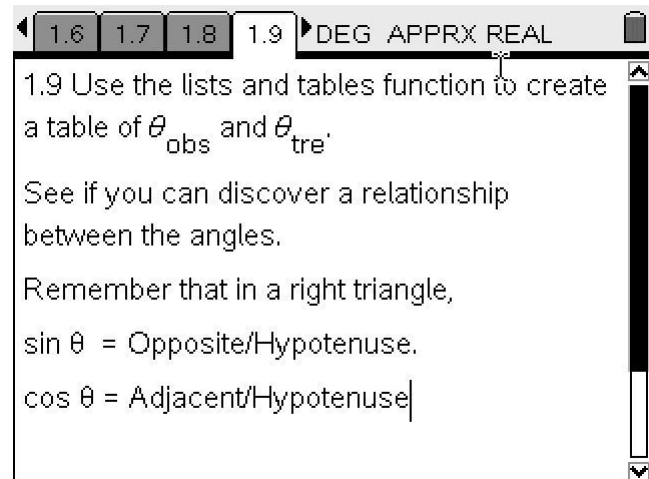 1.6 1.7 1.8 1.9 DEG APPRX REAL
1.9 Use the lists and tables function to create
a table of θobs and θtre.
See if you can discover a relationship
between the angles.
Remember that in a right triangle,
sin θ = Opposite/Hypotenuse.
cos θ = Adjacent/Hypotenuse